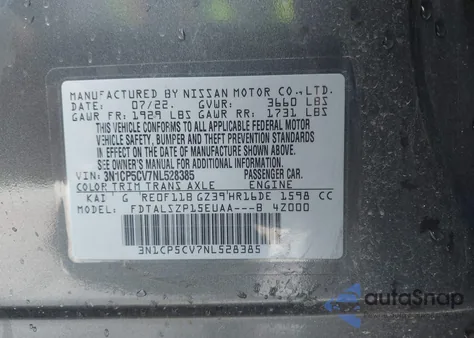 MANUFACTURED BY NISSAN MOTOR CO.,LTD.
DATE: 07/22. GVWR: 3660 LBS
GAWR FR: 1929 LBS GAWR RR: 1731 LBS
THIS VEHICLE CONFORMS TO ALL APPLICABLE FEDERAL MOTOR
VEHICLE SAFETY, BUMPER, AND THEFT PREVENTION STANDARDS
IN EFFECT ON THE DATE OF MANUFACTURE SHOWN ABOVE.
SEE OWNER'S MANUAL FOR ADDITIONAL INFORMATION.
VIN: 3N1CP5CV7NL528385 PASSENGER CAR.
COLOR TRIM TRANS AXLE ENGINE
KAD G RE0F11B GZ39 HR16DE 1598 CC
MODEL: FDTALSZP15EUAA---B 4Z000
3N1CP5CV7NL528385
autoSnap